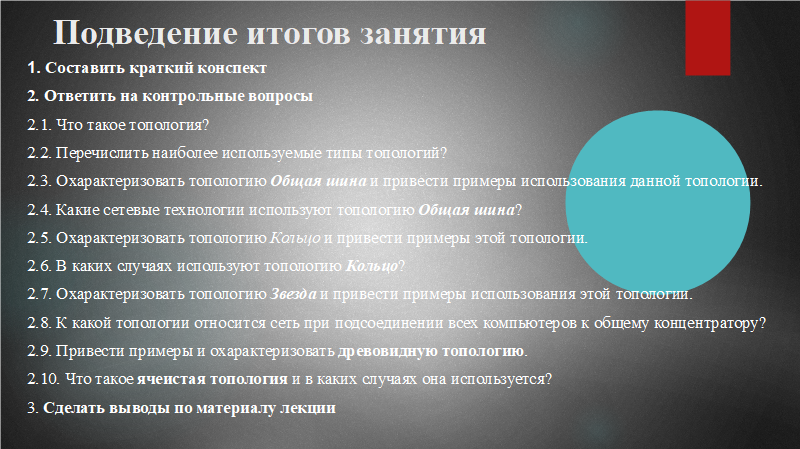 Подведение итогов занятия
1. Составить краткий конспект
2. Ответить на контрольные вопросы
2.1. Что такое топология?
2.2. Перечислить наиболее используемые типы топологий?
2.3. Охарактеризовать топологию Общая шина и привести примеры использования данной топологии.
2.4. Какие сетевые технологии используют топологию Общая шина?
2.5. Охарактеризовать топологию Кольцо и привести примеры этой топологии.
2.6. В каких случаях используют топологию Кольцо?
2.7. Охарактеризовать топологию Звезда и привести примеры использования этой топологии.
2.8. К какой топологии относится сеть при подсоединении всех компьютеров к общему концентратору?
2.9. Привести примеры и охарактеризовать древовидную топологию.
2.10. Что такое ячеистая топология и в каких случаях она используется?
3. Сделать выводы по материалу лекции